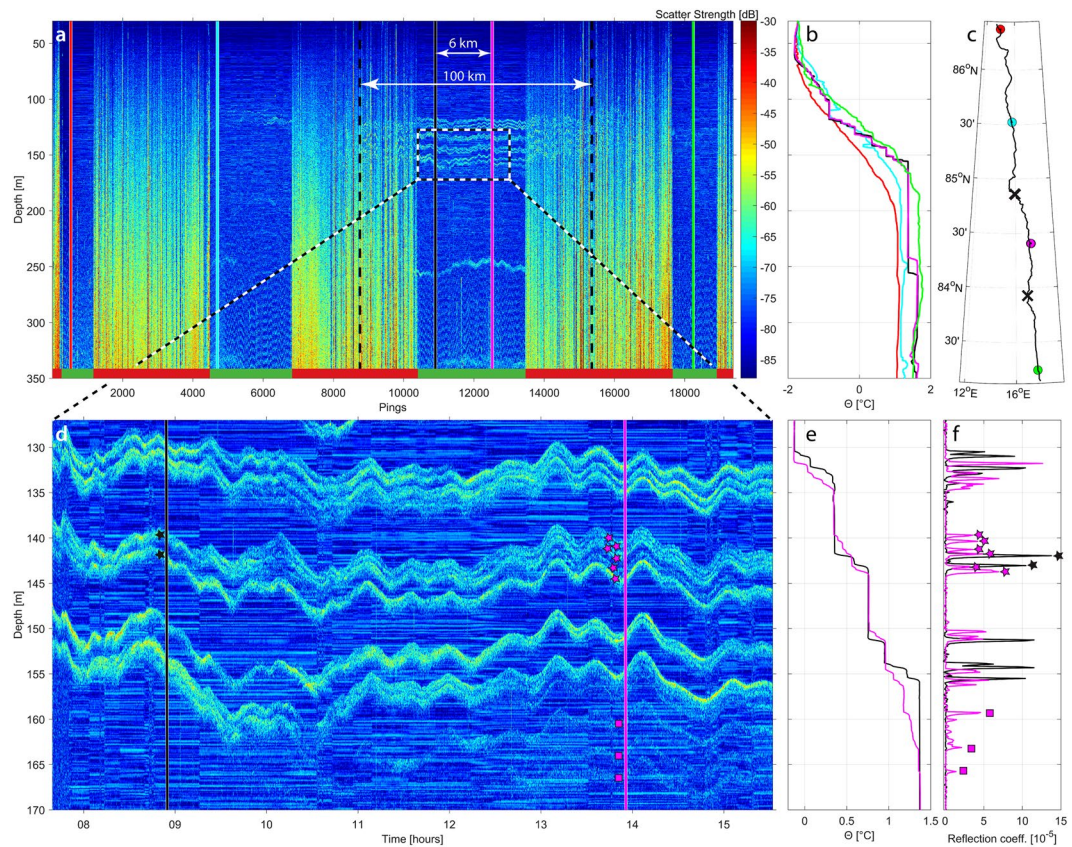 Scatter Strength [dB]
a
b
c
6 km
100 km
50
100
150
200
250
300
350
Depth [m]
2000
4000
6000
8000
10000
12000
14000
16000
18000
Pings
-30
-35
-40
-45
-50
-55
-60
-65
-70
-75
-80
-85
-2
0
2
Θ [°C]
86°N
30'
85°N
30'
84°N
30'
12°E
16°E
d
e
f
130
135
140
145
150
155
160
165
170
Depth [m]
08
09
10
11
12
13
14
15
Time [hours]
0
0.5
1
1.5
Θ [°C]
0
5
10
15
Reflection coeff. [10-5]